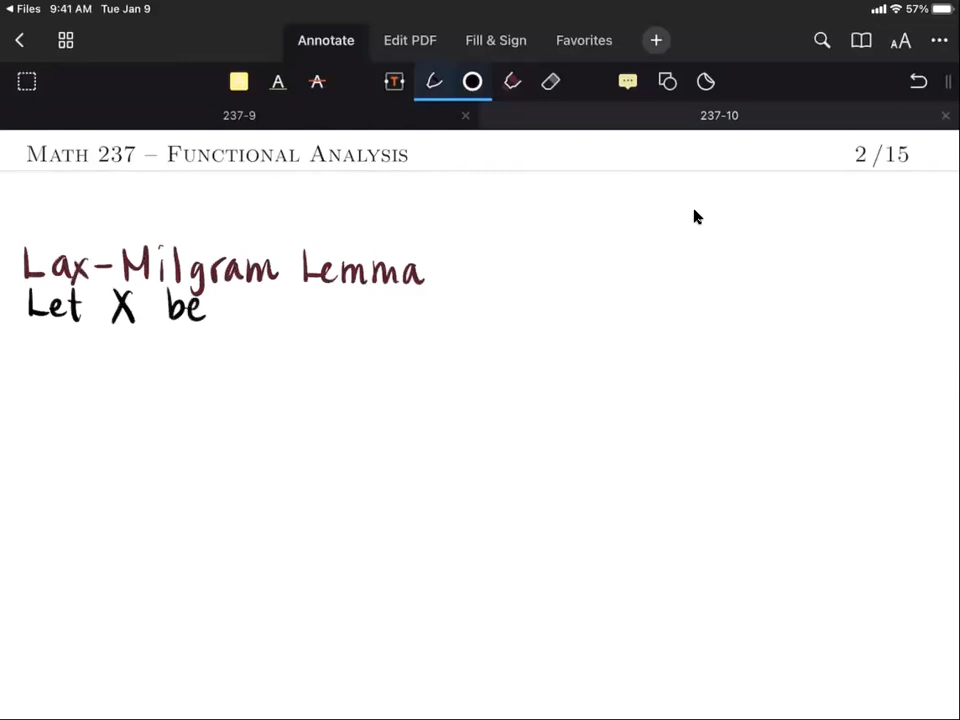 Files 9:41 AM Tue Jan 9 57%
Annotate Edit PDF Fill & Sign Favorites
237-9 237-10
MATH 237 – FUNCTIONAL ANALYSIS 2/15
Lax-Milgram Lemma
Let X be